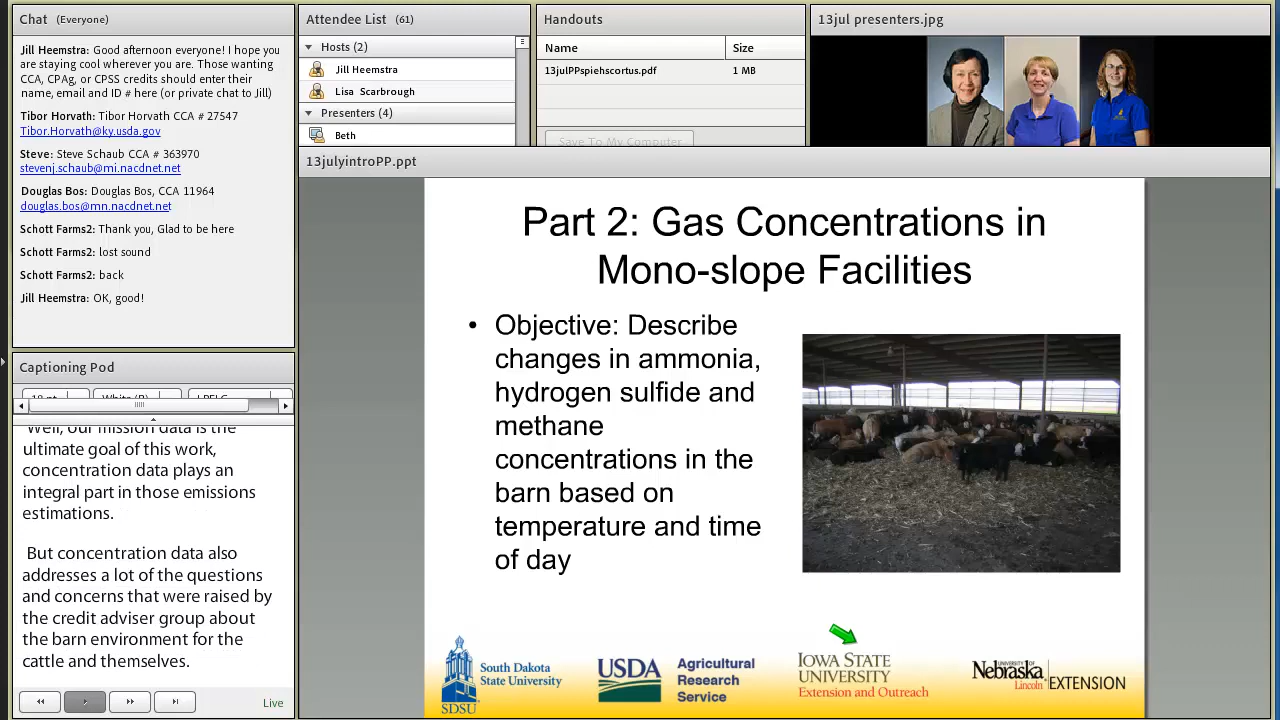 Chat (Everyone)
Jill Heemstra: Good afternoon everyone! I hope you
are staying cool wherever you are. Those wanting
CCA, CPAg, or CPSS credits should enter their
name, email and ID # here (or private chat to Jill)
Tibor Horvath: Tibor Horvath CCA # 27547
Tibor.Horvath@ky.usda.gov
Steve: Steve Schaub CCA # 363970
stevenj.schaub@mi.nacdnet.net
Douglas Bos: Douglas Bos, CCA 11964
douglas.bos@mn.nacdnet.net
Schott Farms2: Thank you, Glad to be here
Schott Farms2: lost sound
Schott Farms2: back
Jill Heemstra: OK, good!
Captioning Pod
Well, our mission data is the
ultimate goal of this work,
concentration data plays an
integral part in those emissions
estimations.
But concentration data also
addresses a lot of the questions
and concerns that were raised by
the credit adviser group about
the barn environment for the
cattle and themselves.
Live
Attendee List (61)
Hosts (2)
Jill Heemstra
Lisa Scarbrough
Presenters (4)
Beth
Handouts
Name Size
13julPPspiehscortus.pdf 1 MB
Save To My Computer
13jul presenters.jpg
13julyintroPP.ppt
Part 2: Gas Concentrations in
Mono-slope Facilities
• Objective: Describe
changes in ammonia,
hydrogen sulfide and
methane
concentrations in the
barn based on
temperature and time
of day
SDSU
South Dakota
State University
USDA
Agricultural
Research
Service
IOWA STATE
UNIVERSITY
Extension and Outreach
UNIVERSITY OF
Nebraska
Lincoln
EXTENSION